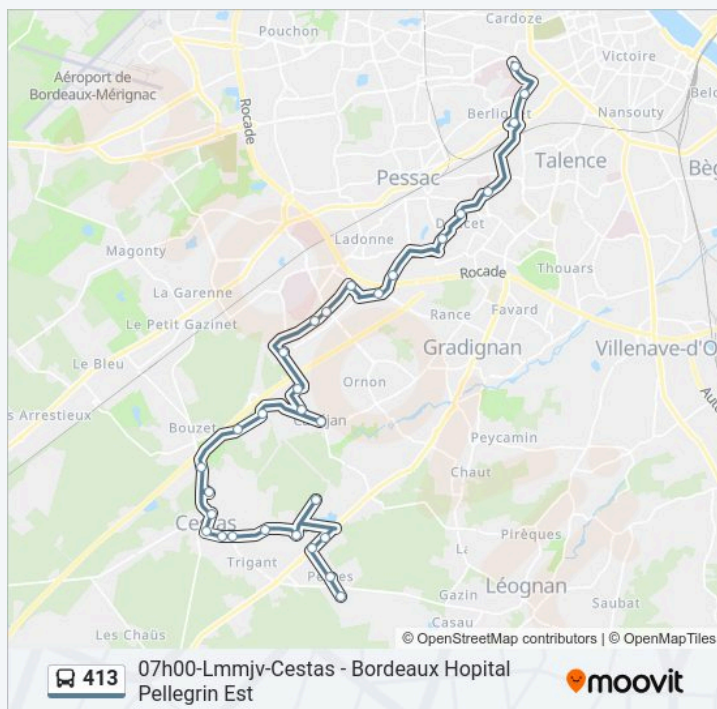 Cardoze
Pouchon
Aéroport de
Bordeaux-Mérignac
Victoire
Rocade
Berlio
Nansouty
Talence
Pessac
Ladonne
Magonty
Rocade
Thouars
La Garenne
Rance
Favard
Le Petit Gazinet
Gradignan
Villenave-d'O
Le Bleu
Ornon
s Arrestieux
Bouzet
Peycamin
Chaut
Cestas
Pirèques
Trigant
Léognan
Gazin
Saubat
Casau
Les Chaüs
© OpenStreetMap contributors | © OpenMapTiles
413
07h00-Lmmjv-Cestas - Bordeaux Hopital
Pellegrin Est
moovit